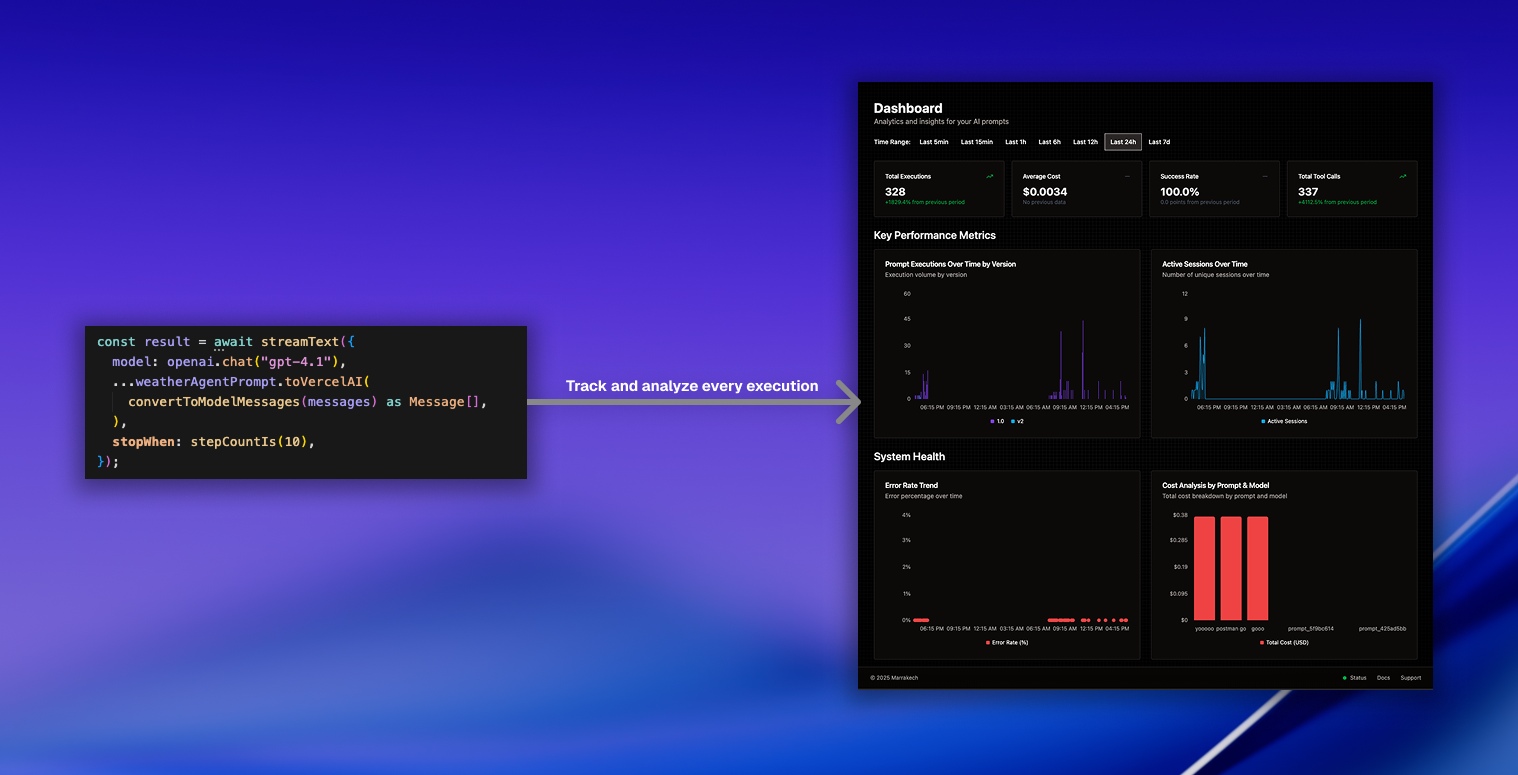 const result = await streamText({
model: openai.chat("gpt-4.1"),
...weatherAgentPrompt.toVercelAI(
convertToModelMessages(messages) as Message[],
),
stopWhen: stepCountIs(10),
});
Track and analyze every execution
Dashboard
Analytics and insights for your AI prompts
Time Range: Last 5min Last 15min Last 1h Last 6h Last 12h Last 24h Last 7d
Total Executions
328
+1829.4% from previous period
Average Cost
$0.0034
No previous data
Success Rate
100.0%
0.0 points from previous period
Total Tool Calls
337
+4112.5% from previous period
Key Performance Metrics
Prompt Executions Over Time by Version
Execution volume by version
60
45
30
15
0
06:15 PM 09:15 PM 12:15 AM 03:15 AM 06:15 AM 09:15 AM 12:15 PM 04:15 PM
1.0 v2
Active Sessions Over Time
Number of unique sessions over time
12
9
6
3
0
06:15 PM 09:15 PM 12:15 AM 03:15 AM 06:15 AM 09:15 AM 12:15 PM 04:15 PM
Active Sessions
System Health
Error Rate Trend
Error percentage over time
4%
3%
2%
1%
0%
06:15 PM 09:15 PM 12:15 AM 03:15 AM 06:15 AM 09:15 AM 12:15 PM 04:15 PM
Error Rate (%)
Cost Analysis by Prompt & Model
Total cost breakdown by prompt and model
$0.38
$0.285
$0.19
$0.095
$0
yooooo postman go gooo prompt_5f9bc614 prompt_425ad5bb
Total Cost (USD)
© 2025 Marrakech
Status Docs Support